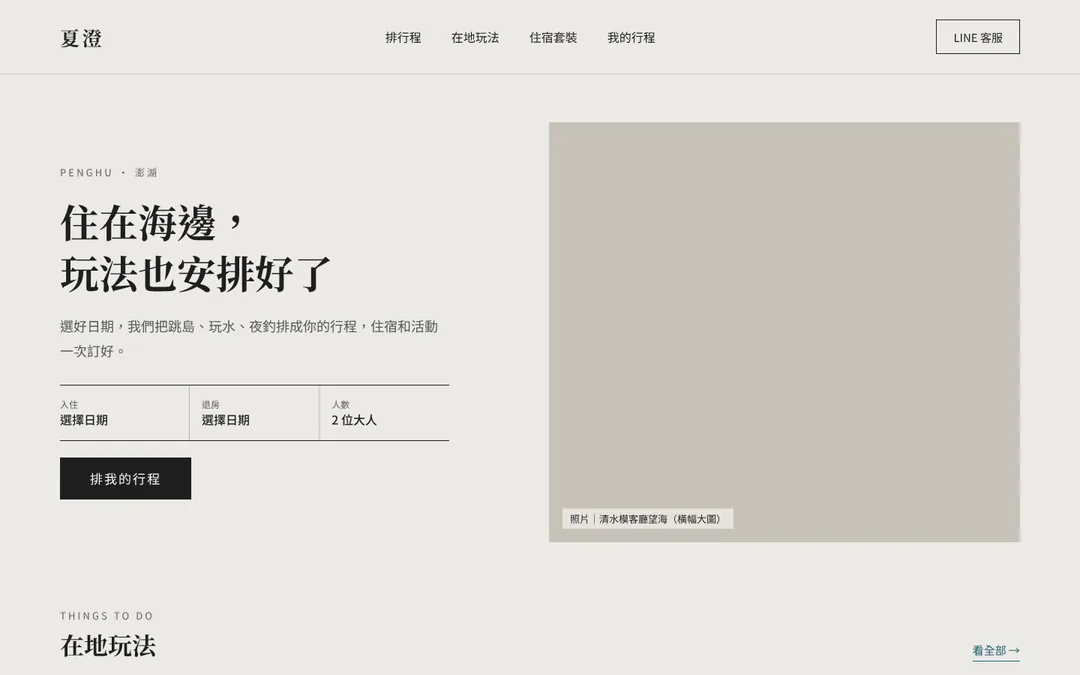 夏澄
排行程
在地玩法
住宿套裝
我的行程
LINE 客服
PENGHU · 澎湖
住在海邊，
玩法也安排好了
選好日期，我們把跳島、玩水、夜釣排成你的行程，住宿和活動
一次訂好。
入住
選擇日期
退房
選擇日期
人數
2 位大人
排我的行程
照片｜清水模客廳望海（橫幅大圖）
THINGS TO DO
在地玩法
看全部 →